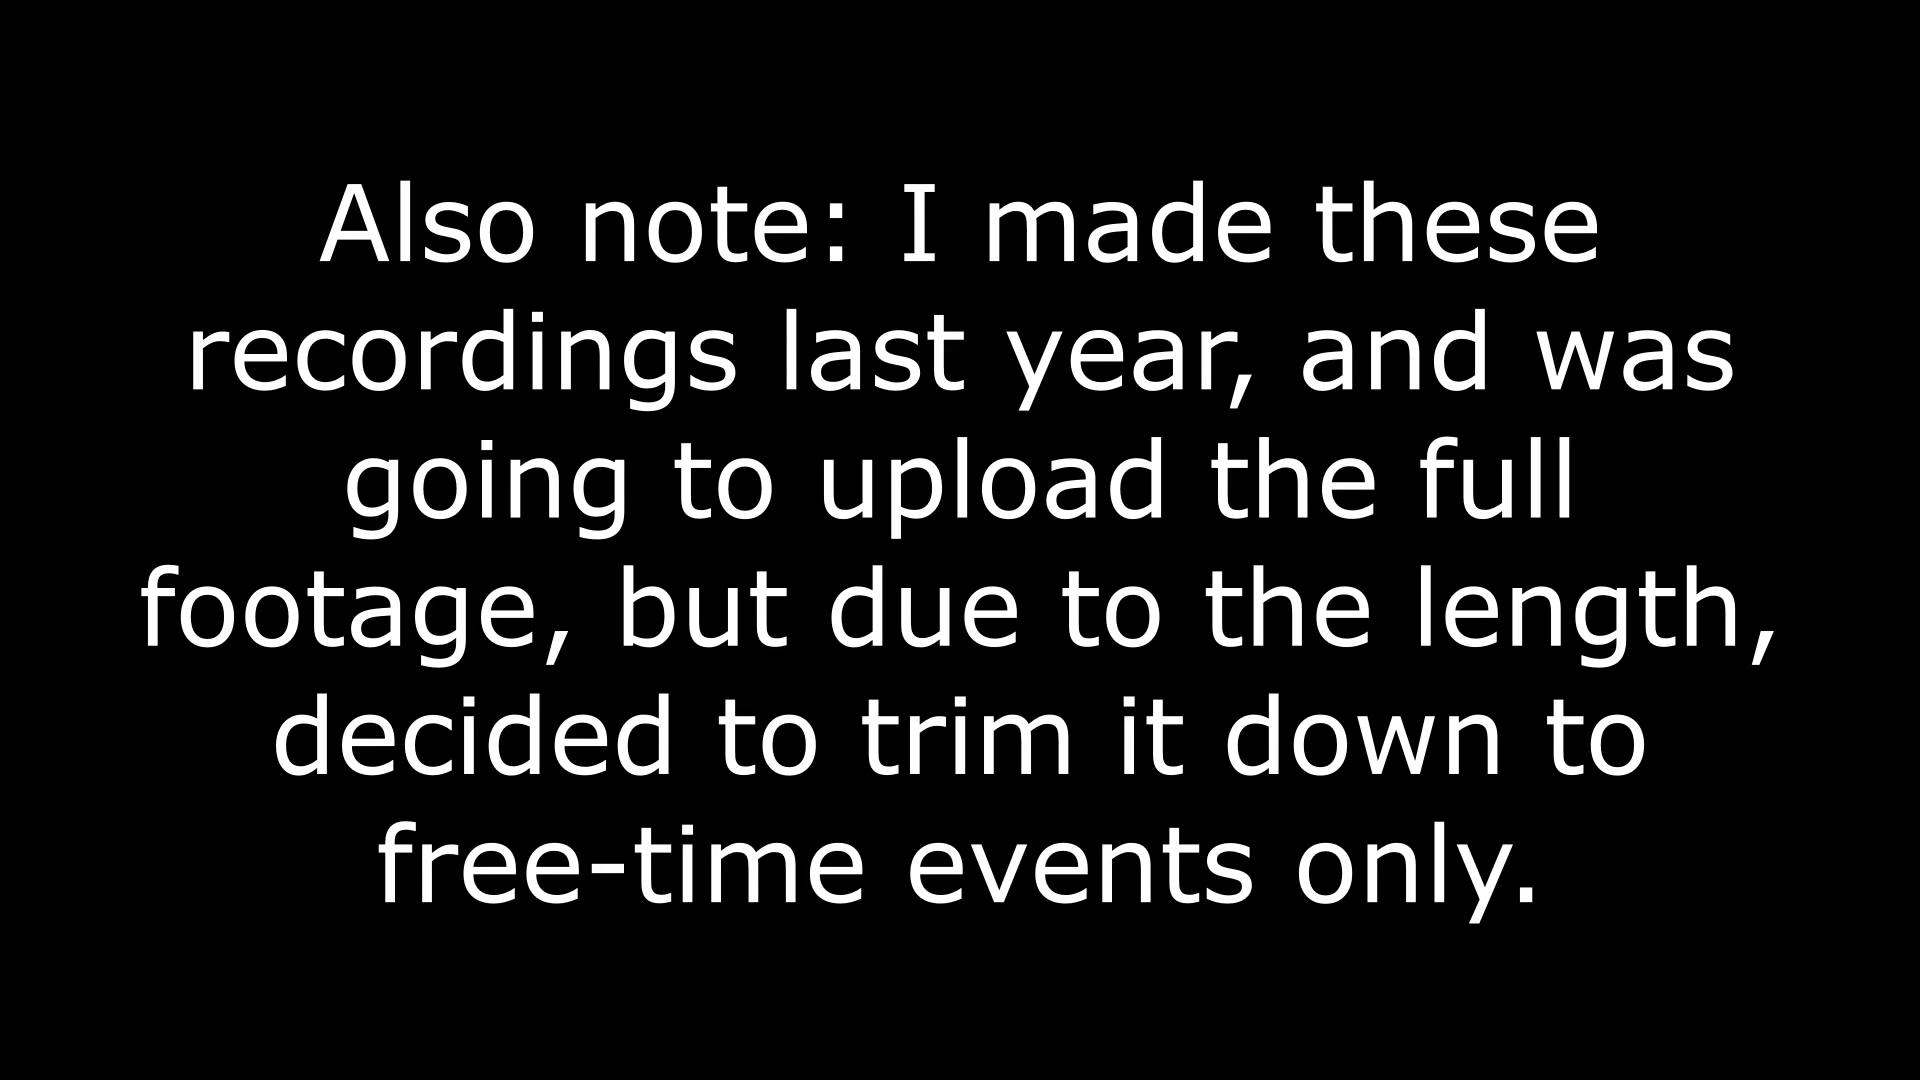 Also note: I made these
recordings last year, and was
going to upload the full
footage, but due to the length,
decided to trim it down to
free-time events only.